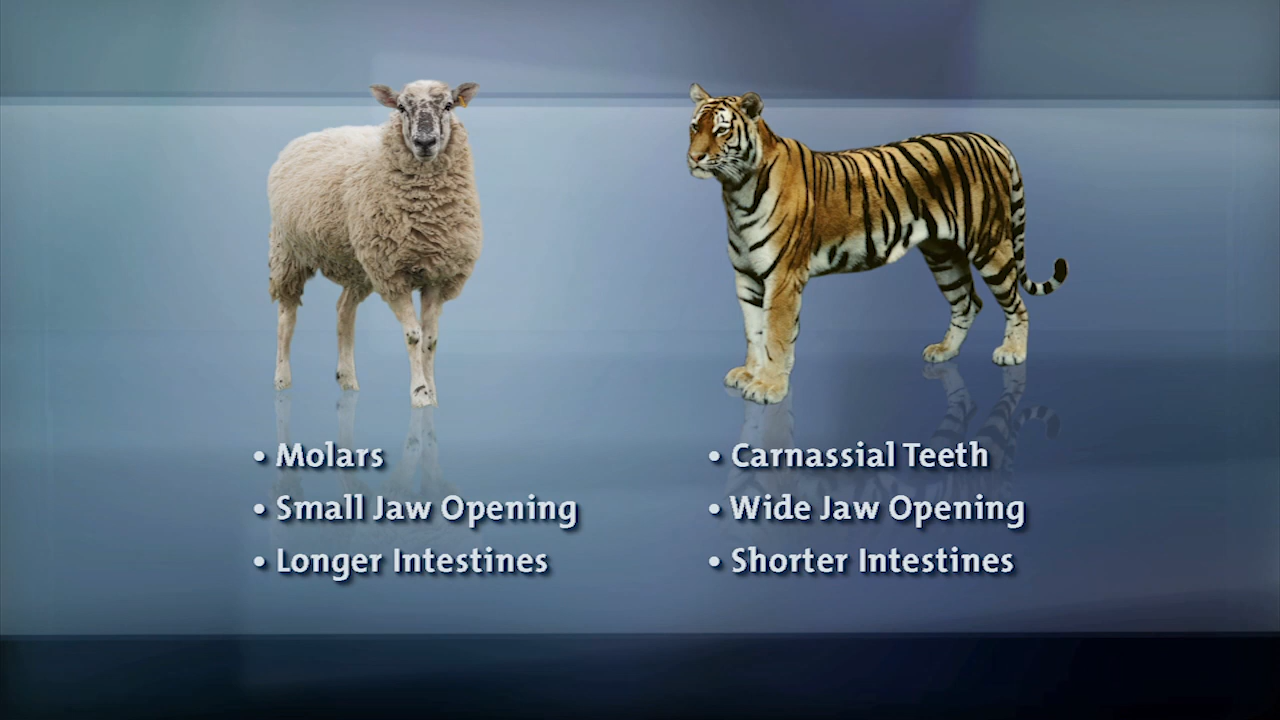 • Molars
• Small Jaw Opening
• Longer Intestines
• Carnassial Teeth
• Wide Jaw Opening
• Shorter Intestines